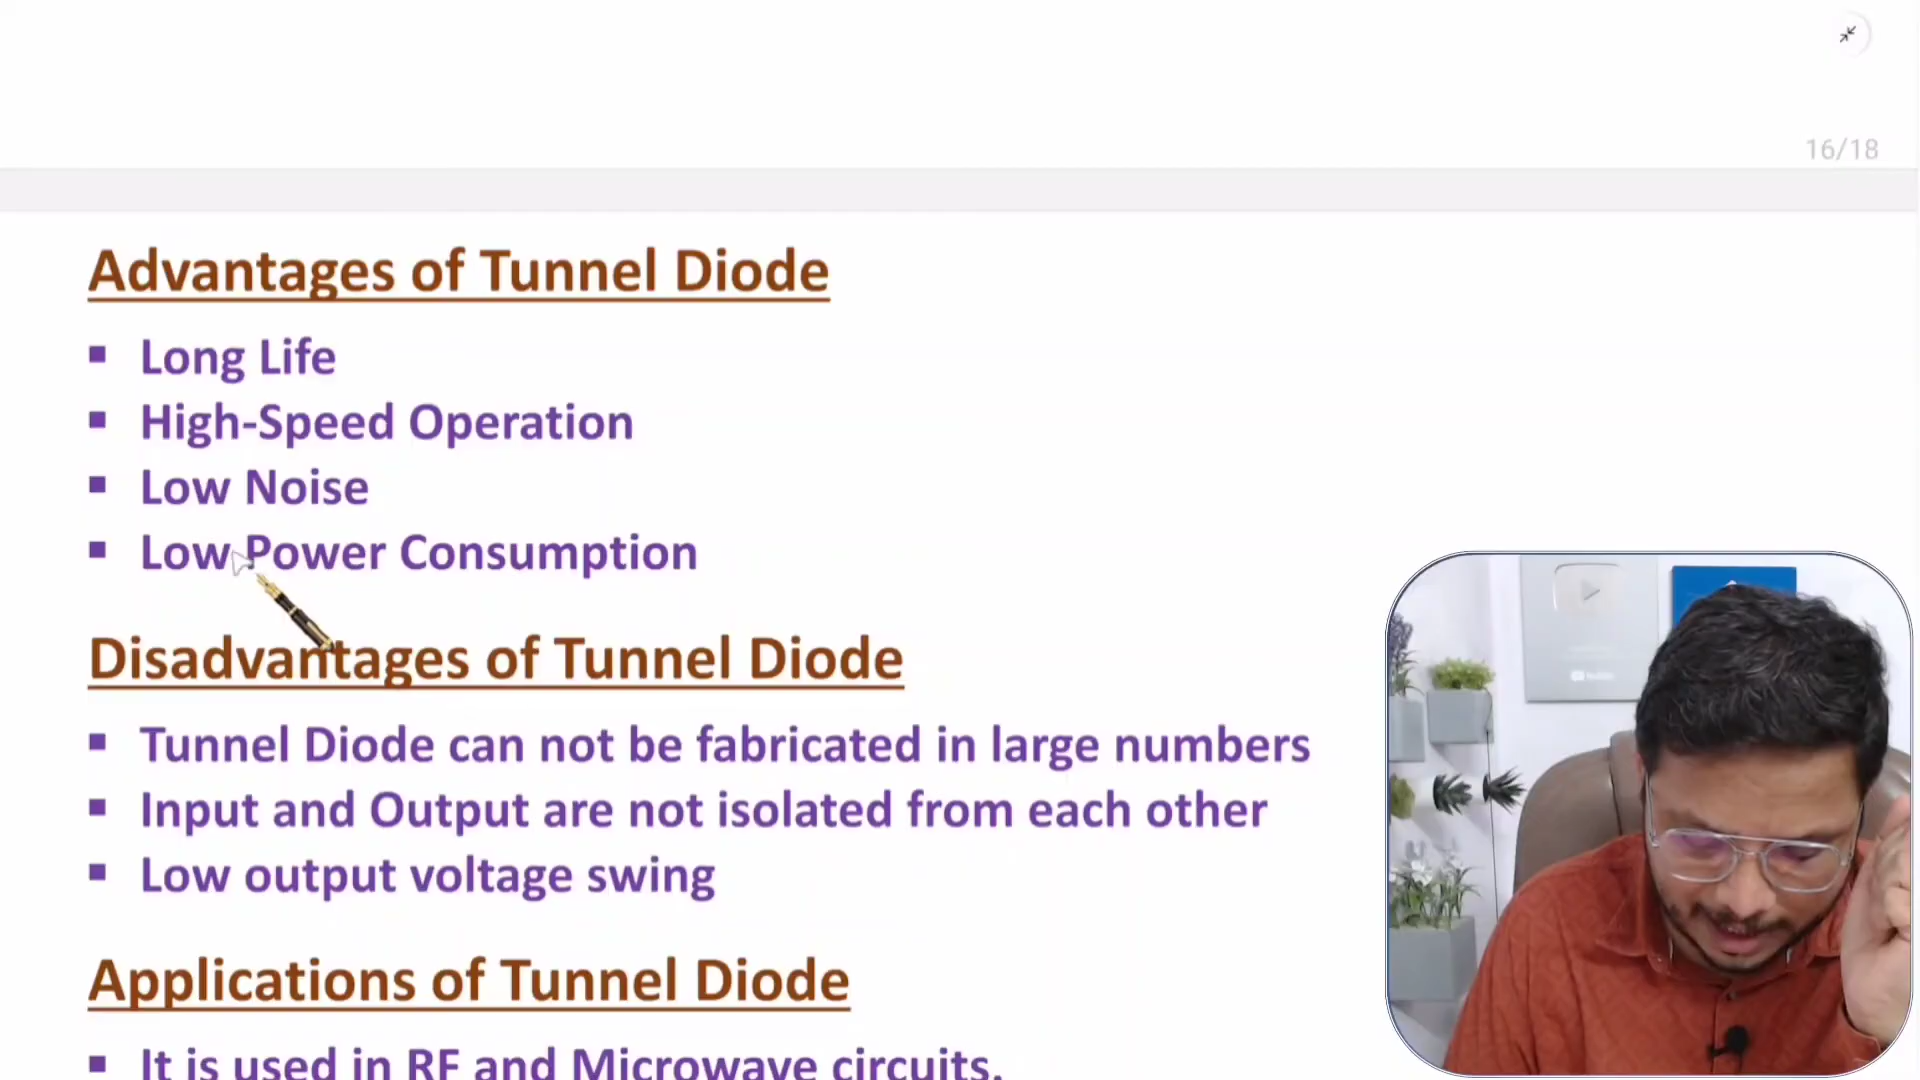 16/18
Advantages of Tunnel Diode
▪ Long Life
▪ High-Speed Operation
▪ Low Noise
▪ Low Power Consumption
Disadvantages of Tunnel Diode
▪ Tunnel Diode can not be fabricated in large numbers
▪ Input and Output are not isolated from each other
▪ Low output voltage swing
Applications of Tunnel Diode
▪ It is used in RF and Microwave circuits.